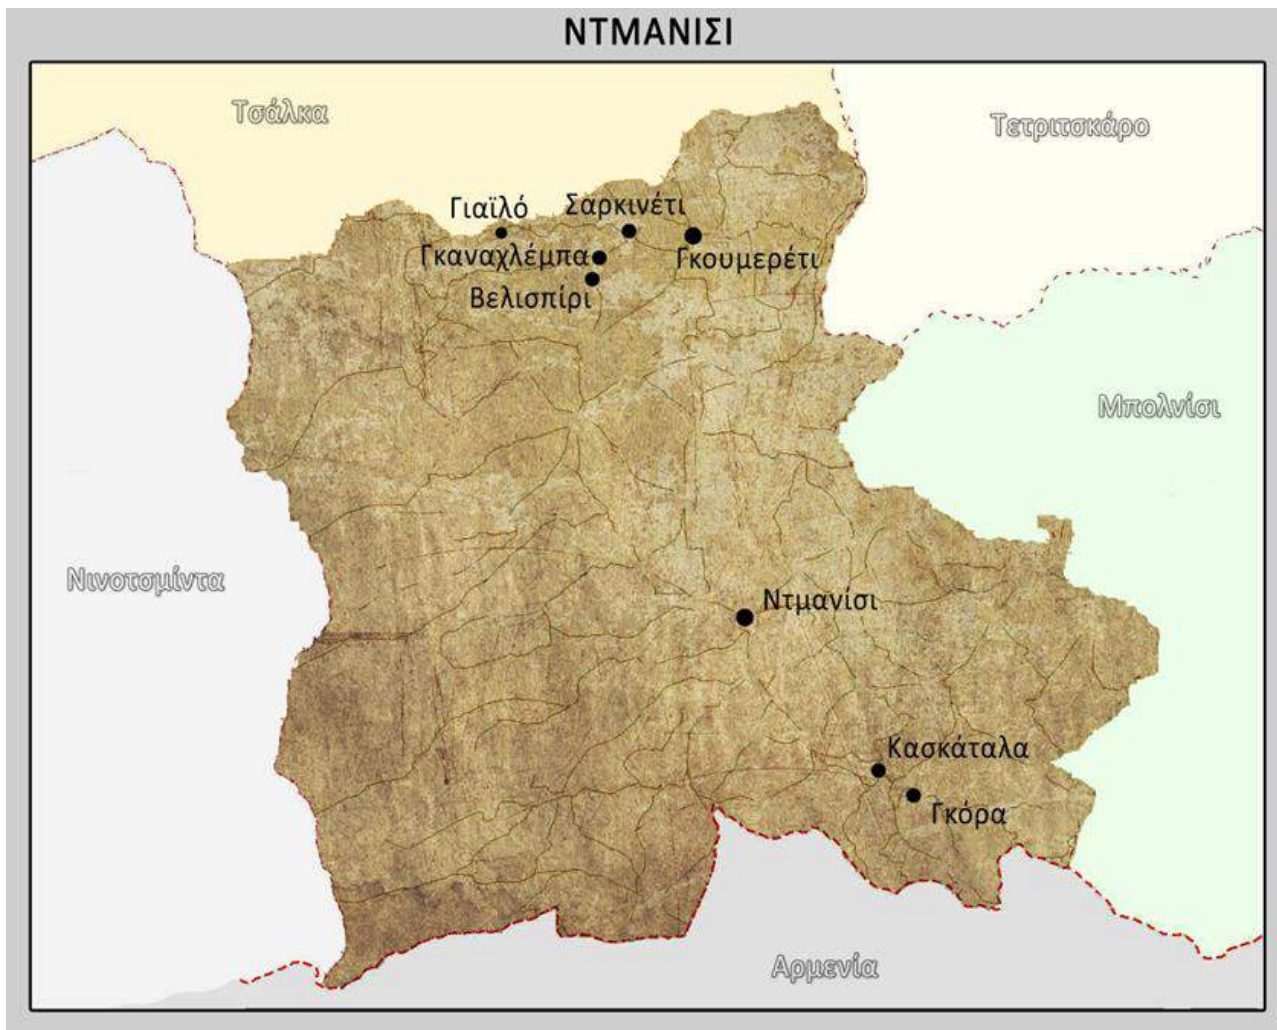 ΝΤΜΑΝΙΣΙ
Τσάλκα
Τετριτσκάρο
Γιαϊλό
Σαρκινέτι
Γκαναχλέμπα
Γκουμερέτι
Βελισπίρι
Μπολνίσι
Νινοτσμίντα
Ντμανίσι
Κασκάταλα
Γκόρα
Αρμενία